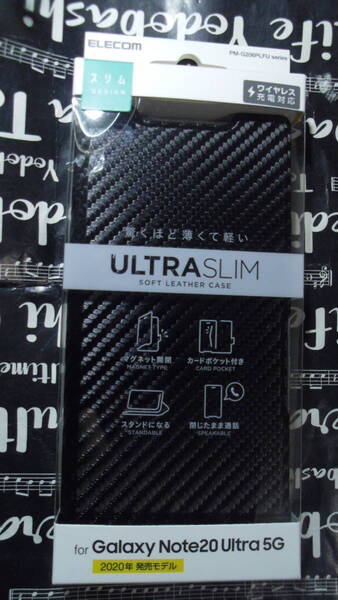 ELECOM
PM-G206PLFU series
スリム
DESIGN
ワイヤレス
充電対応
驚くほど薄くて軽い
ULTRASLIM
SOFT LEATHER CASE
マグネット開閉
MAGNET TYPE
カードポケット付き
CARD POCKET
スタンドになる
STANDABLE
閉じたまま通話
SPEAKABLE
for Galaxy Note20 Ultra 5G
2020年 発売モデル
Life
Yodobashi